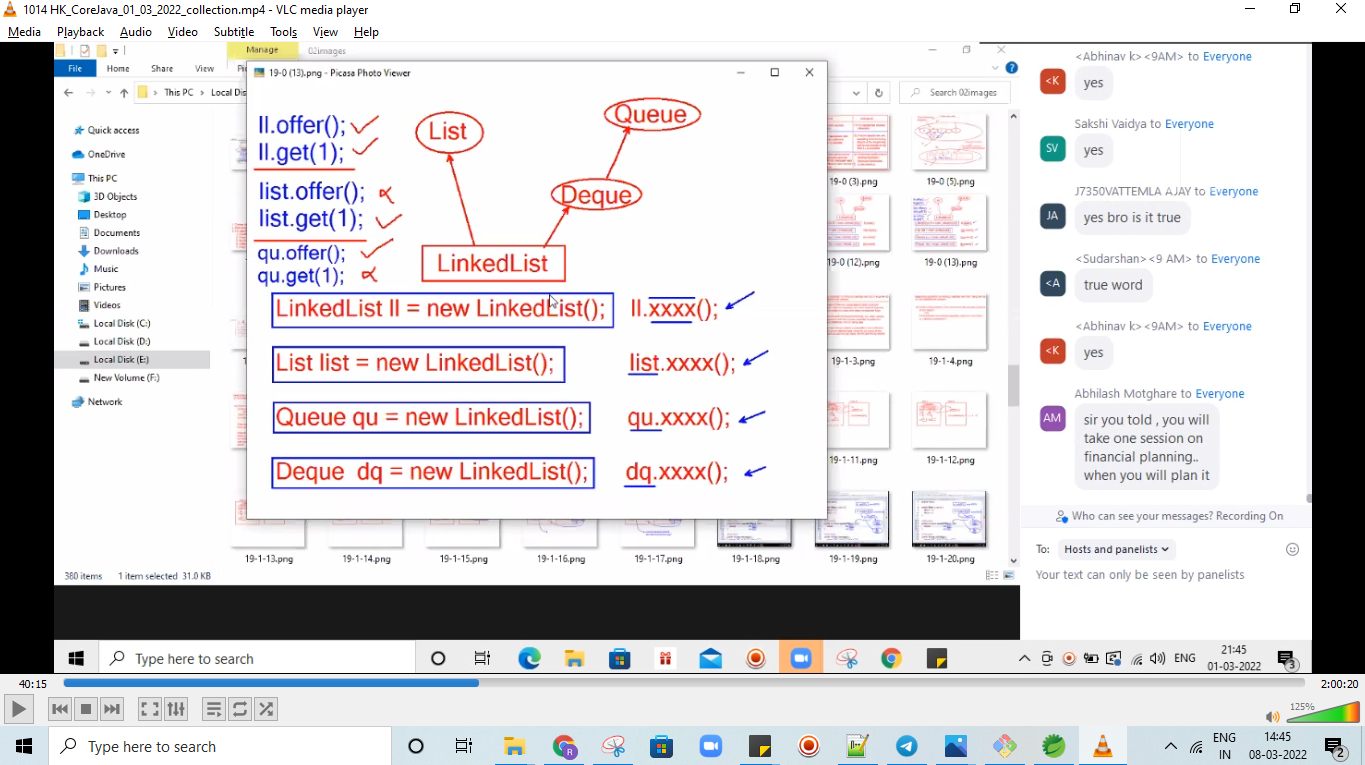 1014 HK_CoreJava_01_03_2022_collection.mp4 - VLC media player
Media Playback Audio Video Subtitle Tools View Help
Manage 02images
File Home Share View
This PC Local Dis
Search 02images
Quick access
OneDrive
This PC
3D Objects
Desktop
Documents
Downloads
Music
Pictures
Videos
Local Disk (C:)
Local Disk (D:)
Local Disk (E:)
New Volume (F:)
Network
19-0 (13).png - Picasa Photo Viewer
ll.offer();
ll.get(1);
list.offer();
list.get(1);
qu.offer();
qu.get(1);
List
Queue
Deque
LinkedList
LinkedList ll = new LinkedList(); ll.xxxx();
List list = new LinkedList(); list.xxxx();
Queue qu = new LinkedList(); qu.xxxx();
Deque dq = new LinkedList(); dq.xxxx();
19-0 (3).png 19-0 (5).png
19-0 (12).png 19-0 (13).png
19-1-3.png 19-1-4.png
19-1-11.png 19-1-12.png
19-1-13.png 19-1-14.png 19-1-15.png 19-1-16.png 19-1-17.png 19-1-18.png 19-1-19.png 19-1-20.png
380 items 1 item selected 31.0 KB
<Abhinav k> <9AM> to Everyone
<K
yes
Sakshi Vaidya to Everyone
SV
yes
J7350VATTEMLA AJAY to Everyone
JA
yes bro is it true
<Sudarshan> <9 AM> to Everyone
<A
true word
<Abhinav k> <9AM> to Everyone
<K
yes
Abhilash Motghare to Everyone
AM
sir you told , you will
take one session on
financial planning..
when you will plan it
Who can see your messages? Recording On
To: Hosts and panelists
Your text can only be seen by panelists
Type here to search
ENG
21:45
01-03-2022
3
40:15
2:00:20
125%
Type here to search
R
ENG
IN
14:45
08-03-2022
2